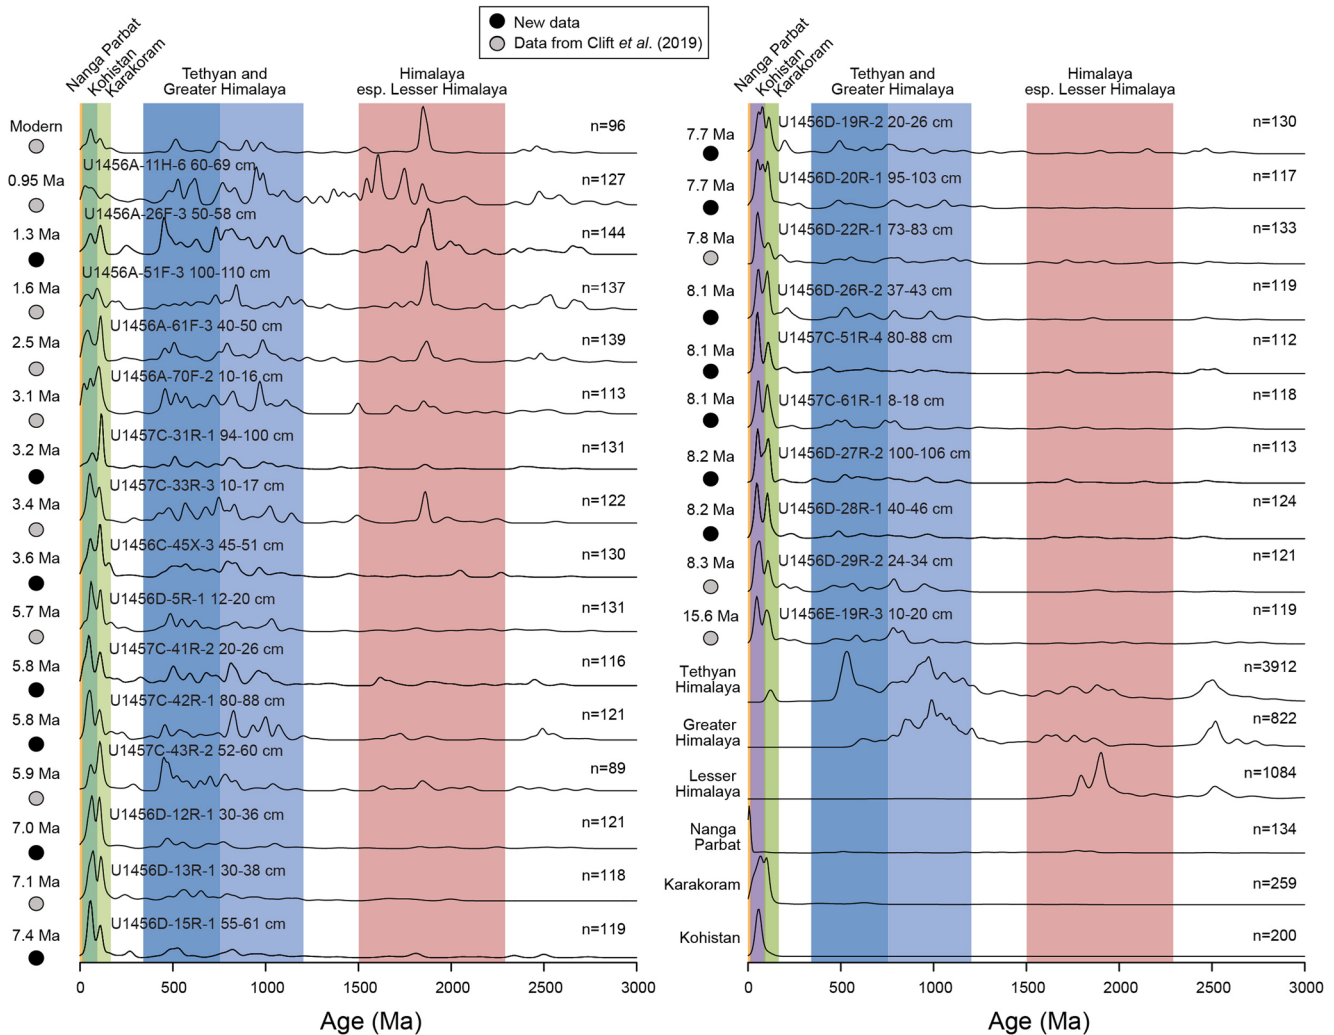 New data
Data from Clift et al. (2019)
Nanga Parbat
Kohistan
Karakoram
Tethyan and
Greater Himalaya
Himalaya
esp. Lesser Himalaya
Modern
n=96
U1456A-11H-6 60-69 cm
0.95 Ma
n=127
U1456A-26F-3 50-58 cm
1.3 Ma
n=144
U1456A-51F-3 100-110 cm
1.6 Ma
n=137
U1456A-61F-3 40-50 cm
2.5 Ma
n=139
U1456A-70F-2 10-16 cm
3.1 Ma
n=113
U1457C-31R-1 94-100 cm
3.2 Ma
n=131
U1457C-33R-3 10-17 cm
3.4 Ma
n=122
U1456C-45X-3 45-51 cm
3.6 Ma
n=130
U1456D-5R-1 12-20 cm
5.7 Ma
n=131
U1457C-41R-2 20-26 cm
5.8 Ma
n=116
U1457C-42R-1 80-88 cm
5.8 Ma
n=121
U1457C-43R-2 52-60 cm
5.9 Ma
n=89
U1456D-12R-1 30-36 cm
7.0 Ma
n=121
U1456D-13R-1 30-38 cm
7.1 Ma
n=118
U1456D-15R-1 55-61 cm
7.4 Ma
n=119
0 500 1000 1500 2000 2500 3000
Age (Ma)
Nanga Parbat
Kohistan
Karakoram
Tethyan and
Greater Himalaya
Himalaya
esp. Lesser Himalaya
U1456D-19R-2 20-26 cm
7.7 Ma
n=130
U1456D-20R-1 95-103 cm
7.7 Ma
n=117
U1456D-22R-1 73-83 cm
7.8 Ma
n=133
U1456D-26R-2 37-43 cm
8.1 Ma
n=119
U1457C-51R-4 80-88 cm
8.1 Ma
n=112
U1457C-61R-1 8-18 cm
8.1 Ma
n=118
U1456D-27R-2 100-106 cm
8.2 Ma
n=113
U1456D-28R-1 40-46 cm
8.2 Ma
n=124
U1456D-29R-2 24-34 cm
8.3 Ma
n=121
U1456E-19R-3 10-20 cm
15.6 Ma
n=119
Tethyan
Himalaya
n=3912
Greater
Himalaya
n=822
Lesser
Himalaya
n=1084
Nanga
Parbat
n=134
Karakoram
n=259
Kohistan
n=200
0 500 1000 1500 2000 2500 3000
Age (Ma)